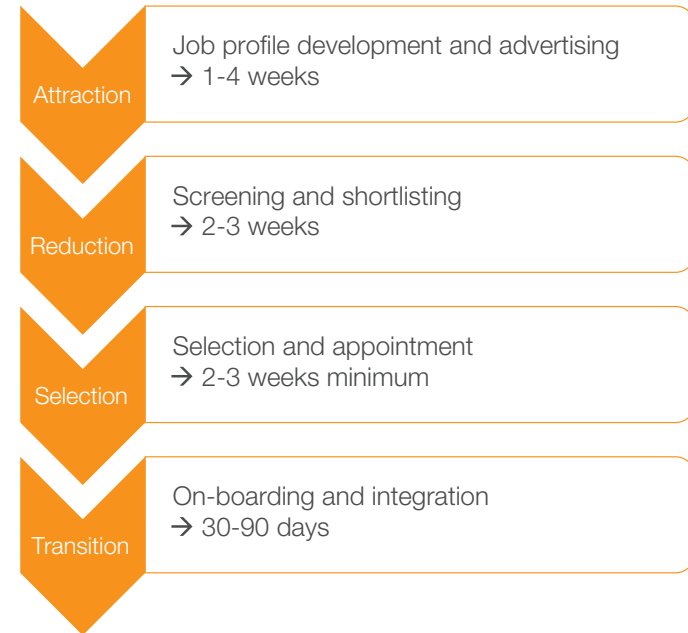 Attraction
Job profile development and advertising
→ 1-4 weeks
Reduction
Screening and shortlisting
→ 2-3 weeks
Selection
Selection and appointment
→ 2-3 weeks minimum
Transition
On-boarding and integration
→ 30-90 days